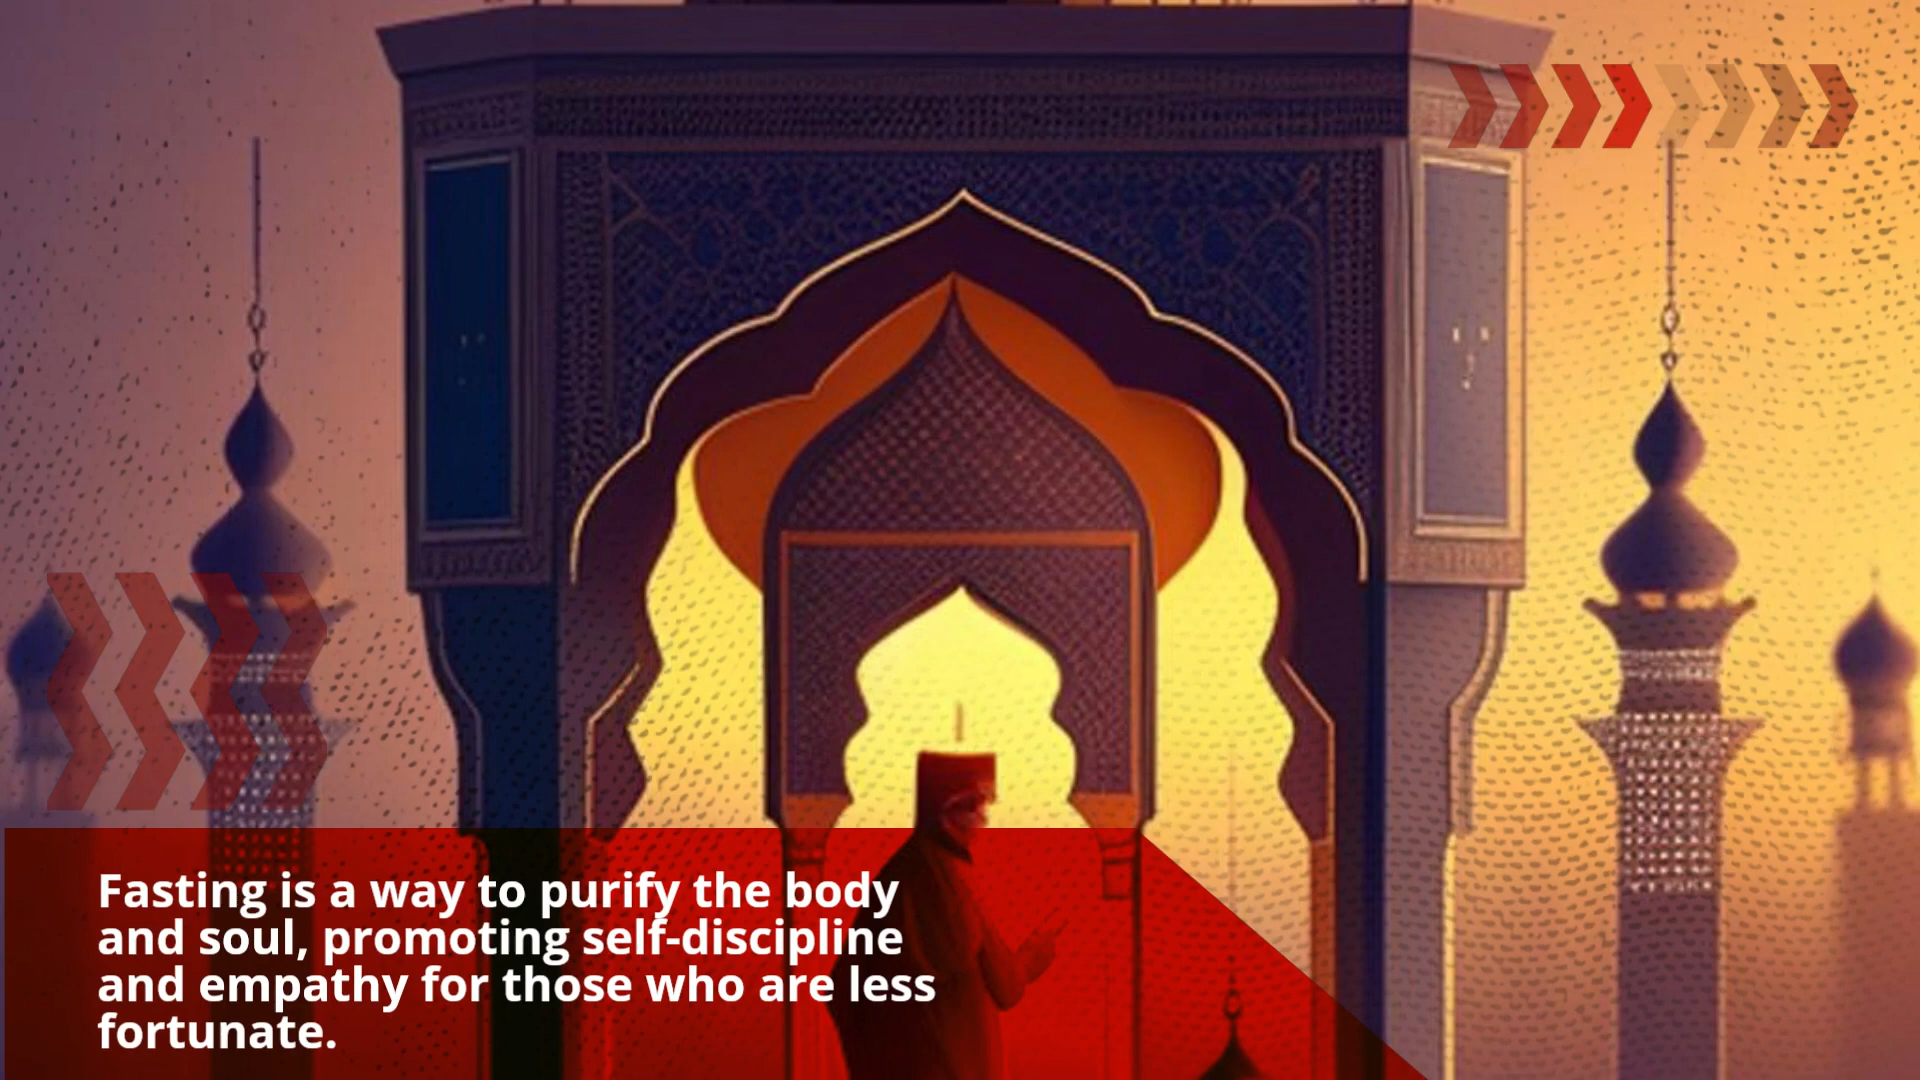 Fasting is a way to purify the body
and soul, promoting self-discipline
and empathy for those who are less
fortunate.